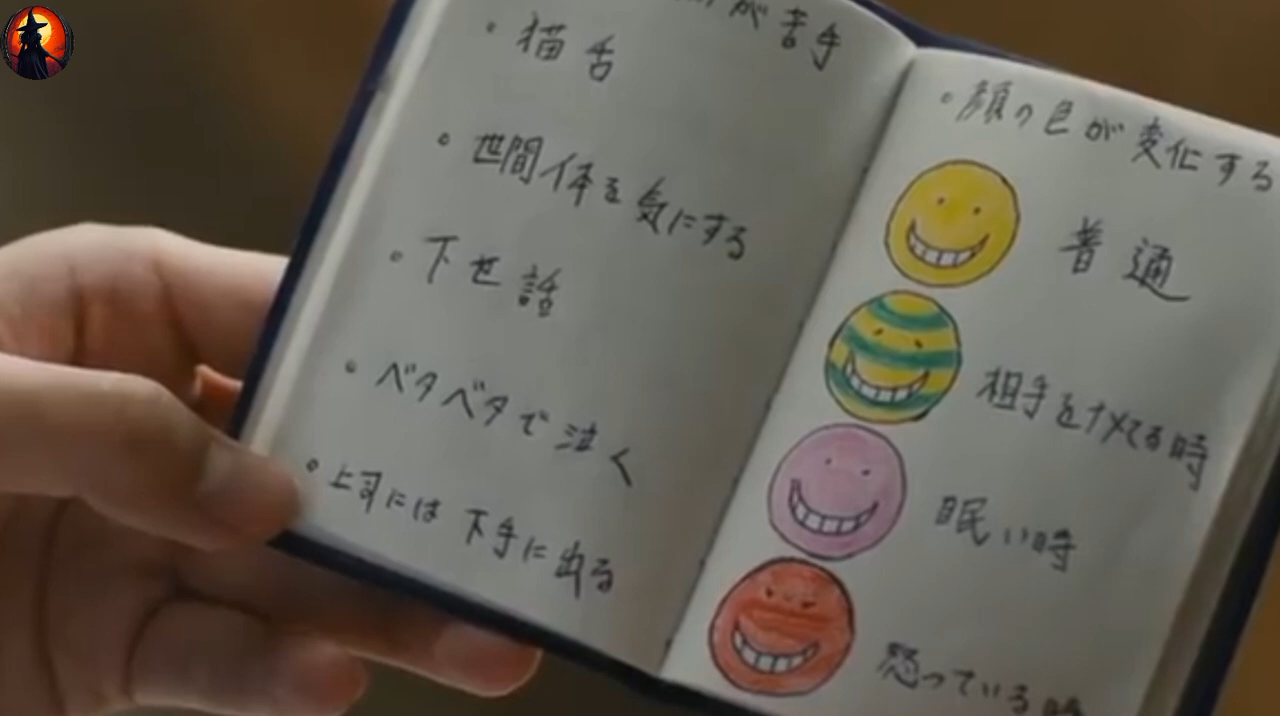 が苦手
・猫舌
・世間体を気にする
・下世話
・ベタベタで泣く
・上司には下手に出る
・顔の色が変化する
普通
相手をナメてる時
眠い時
怒っている時